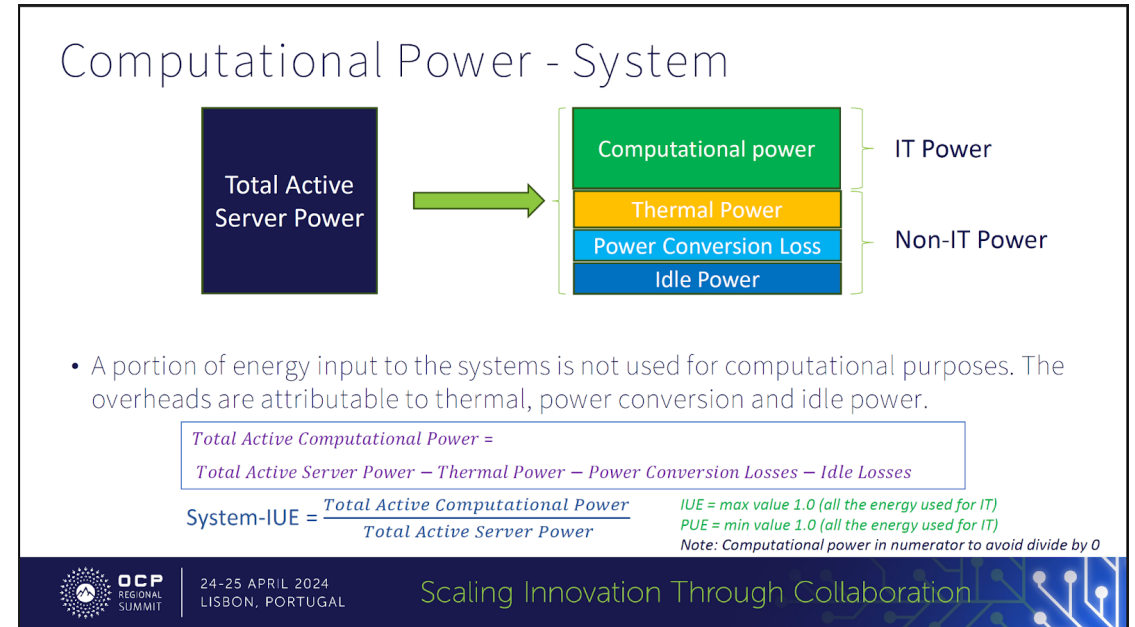 Computational Power - System
Total Active
Server Power
Computational power
Thermal Power
Power Conversion Loss
Idle Power
IT Power
Non-IT Power
• A portion of energy input to the systems is not used for computational purposes. The
overheads are attributable to thermal, power conversion and idle power.
Total Active Computational Power =
Total Active Server Power − Thermal Power − Power Conversion Losses − Idle Losses
System-IUE = Total Active Computational Power
Total Active Server Power
IUE = max value 1.0 (all the energy used for IT)
PUE = min value 1.0 (all the energy used for IT)
Note: Computational power in numerator to avoid divide by 0
OCP
REGIONAL
SUMMIT
24-25 APRIL 2024
LISBON, PORTUGAL
Scaling Innovation Through Collaboration